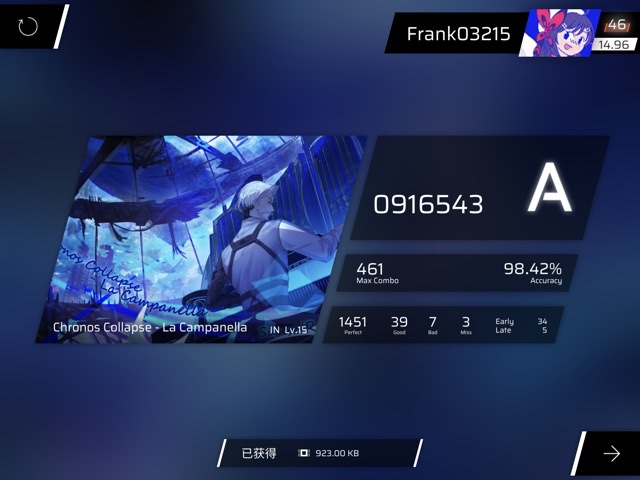 Frank03215
46
14.96
0916543
A
461
Max Combo
98.42%
Accuracy
1451
Perfect
39
Good
7
Bad
3
Miss
Early 34
Late 5
Chronos Collapse
La Campanella
Chronos Collapse - La Campanella
IN Lv.15
已获得
923.00 KB